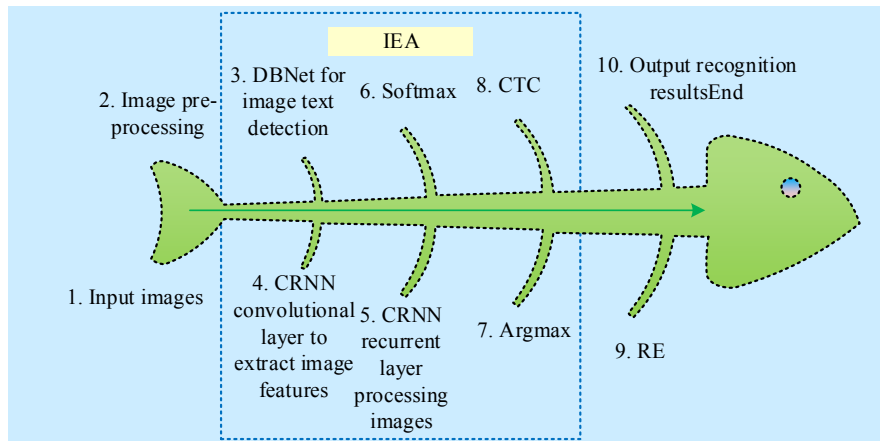 IEA
1. Input images
2. Image pre-
processing
3. DBNet for
image text
detection
4. CRNN
convolutional
layer to
extract image
features
5. CRNN
recurrent
layer
processing
images
6. Softmax
7. Argmax
8. CTC
9. RE
10. Output recognition
resultsEnd